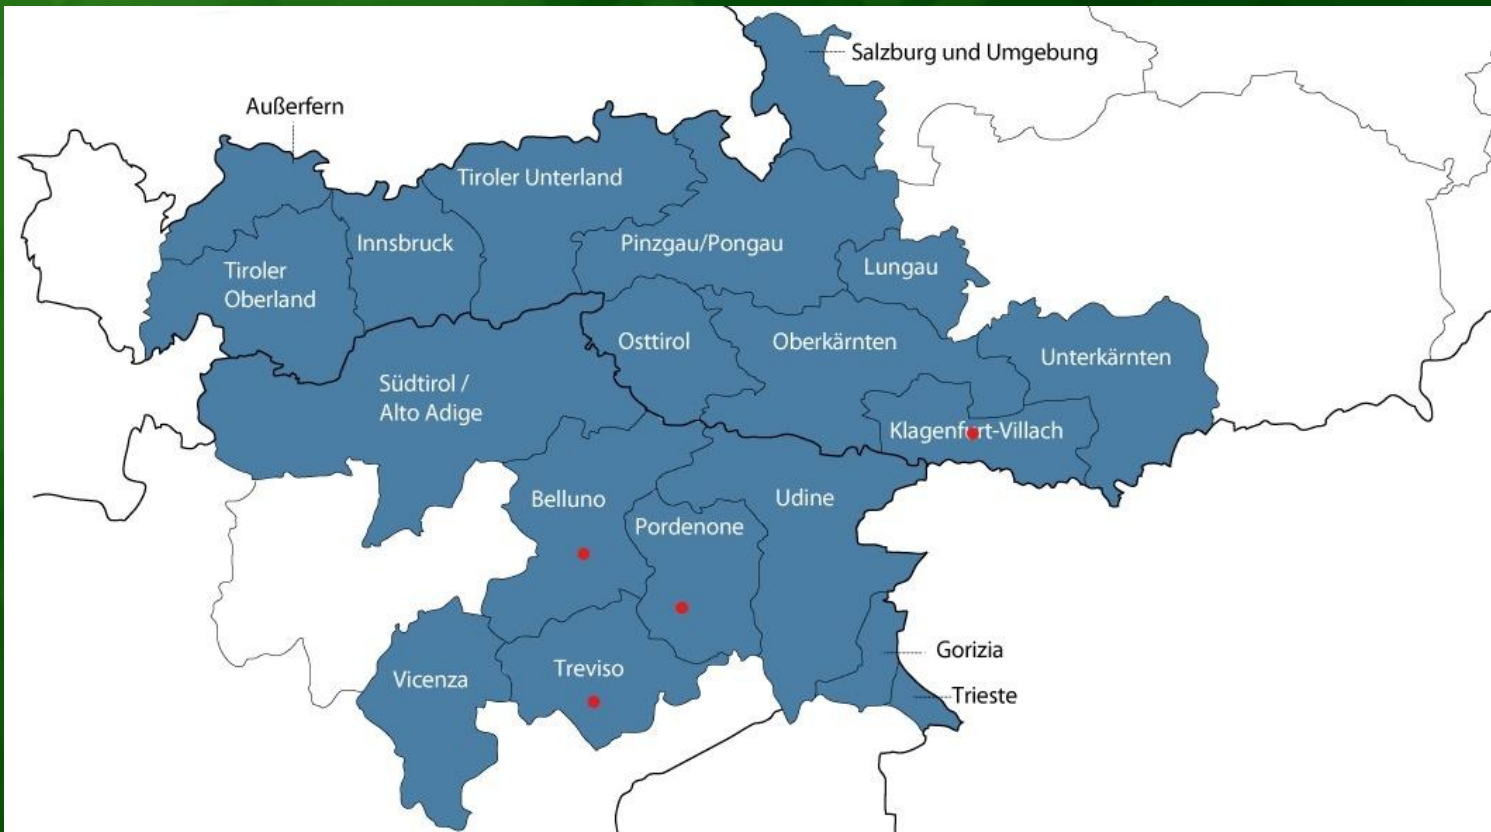 Salzburg und Umgebung
Außerfern
Tiroler Unterland
Innsbruck
Pinzgau/Pongau
Lungau
Tiroler
Oberland
Osttirol
Oberkärnten
Unterkärnten
Südtirol /
Alto Adige
Klagenfurt-Villach
Belluno
Udine
Pordenone
Gorizia
Treviso
Vicenza
Trieste